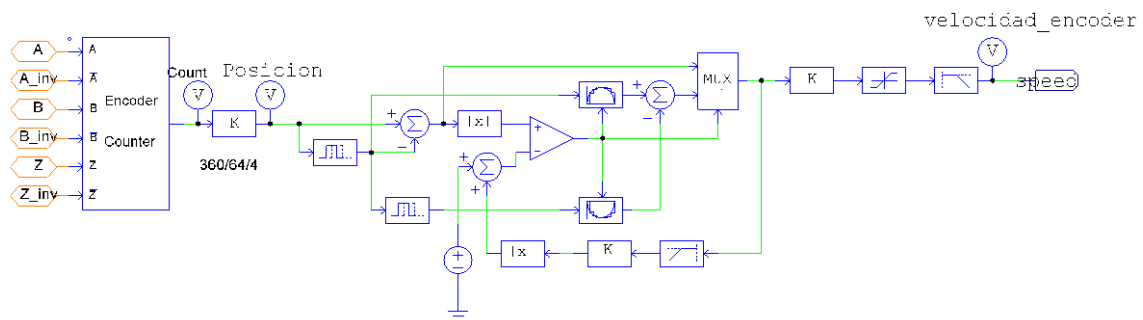 velocidad_encoder
V
A
A_inv
B
B_inv
Z
Z_inv
A
A
B
B
Z
Z
Encoder
Counter
Count
V
Posicion
V
K
360/64/4
+
Σ
−
|x|
+
−
+
Σ
+
+
−
Σ
−
MUX
K
V
speed
|x
K
+
−